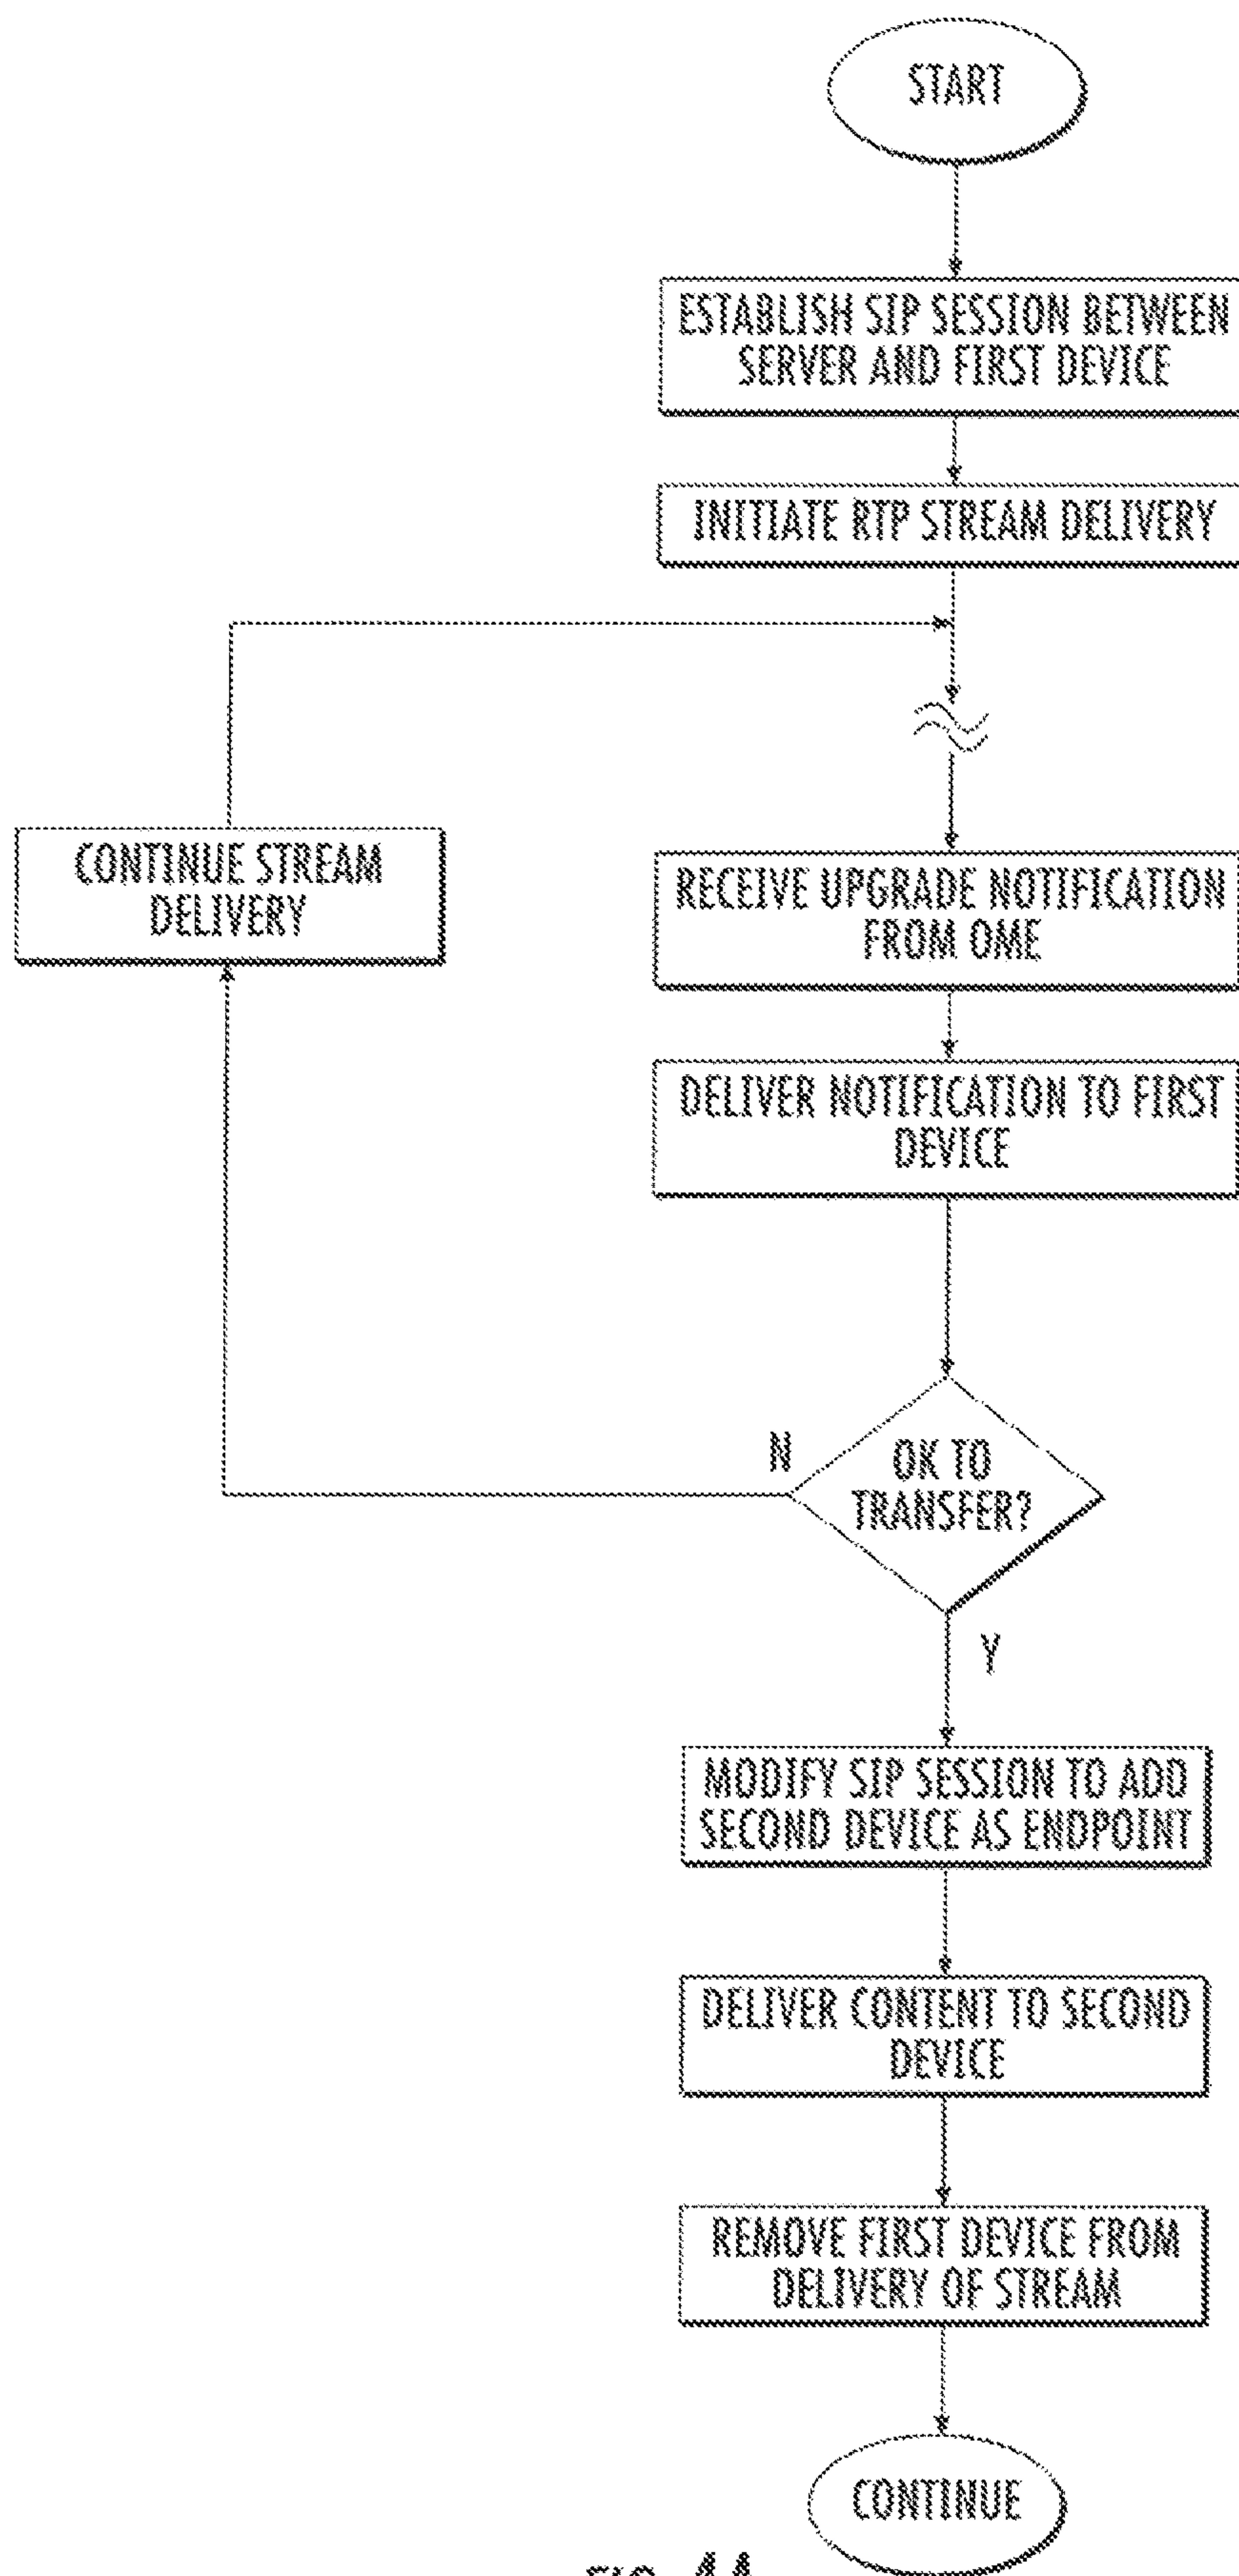 START
ESTABLISH SIP SESSION BETWEEN
SERVER AND FIRST DEVICE
INITIATE RTP STREAM DELIVERY
CONTINUE STREAM
DELIVERY
RECEIVE UPGRADE NOTIFICATION
FROM OME
DELIVER NOTIFICATION TO FIRST
DEVICE
N
OK TO
TRANSFER?
Y
MODIFY SIP SESSION TO ADD
SECOND DEVICE AS ENDPOINT
DELIVER CONTENT TO SECOND
DEVICE
REMOVE FIRST DEVICE FROM
DELIVERY OF STREAM
CONTINUE